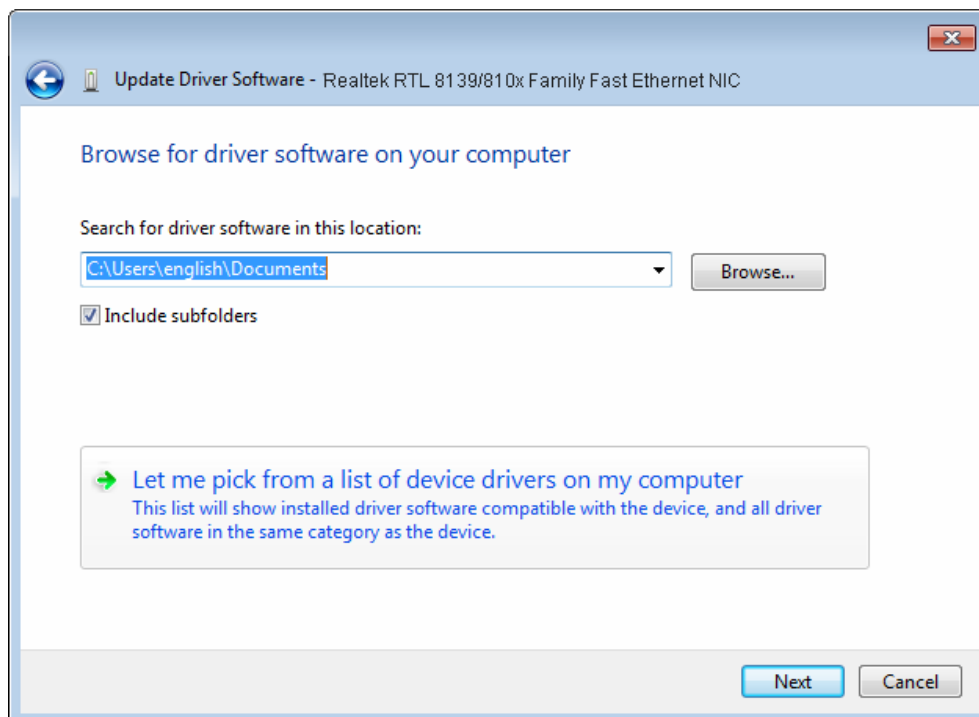 Update Driver Software - Realtek RTL 8139/810x Family Fast Ethernet NIC
Browse for driver software on your computer
Search for driver software in this location:
C:\Users\english\Documents
Browse...
Include subfolders
Let me pick from a list of device drivers on my computer
This list will show installed driver software compatible with the device, and all driver
software in the same category as the device.
Next
Cancel